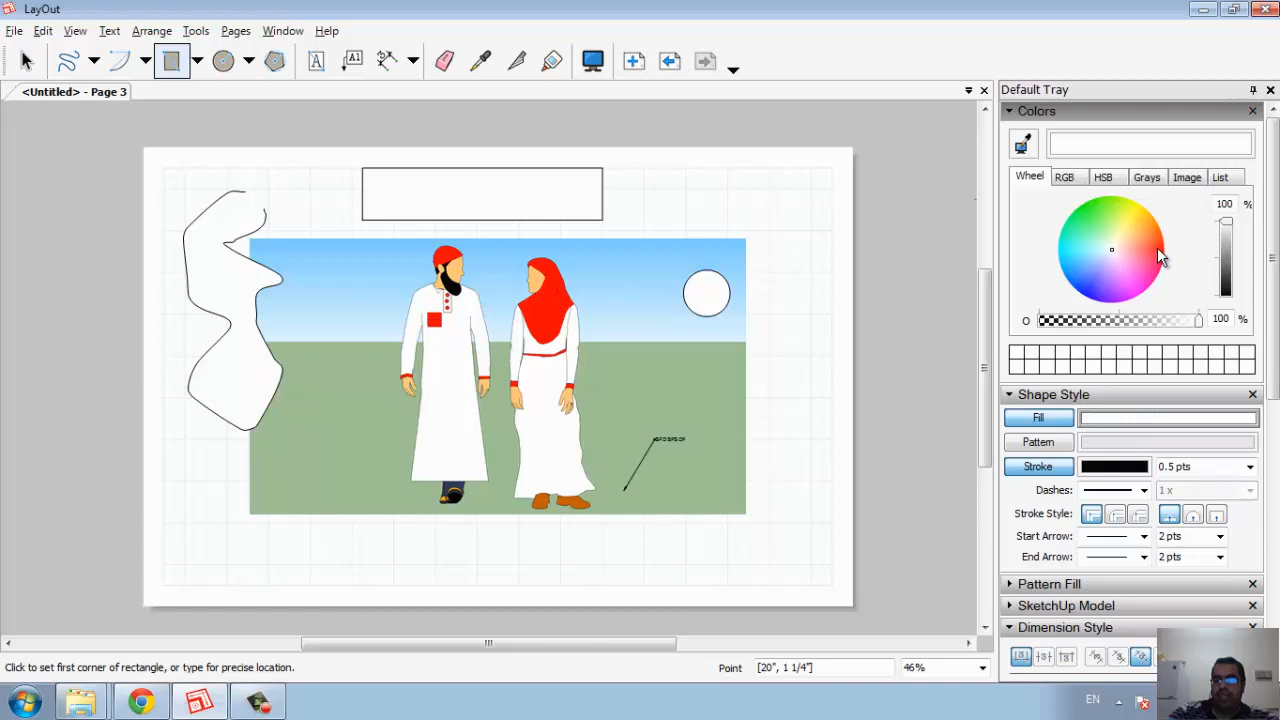 LayOut
File Edit View Text Arrange Tools Pages Window Help
A A1
<Untitled> - Page 3
Default Tray
Colors
Wheel RGB HSB Grays Image List
100 %
O 100 %
Shape Style
Fill
Pattern
Stroke 0.5 pts
Dashes: 1 x
Stroke Style:
Start Arrow: 2 pts
End Arrow: 2 pts
Pattern Fill
SketchUp Model
Dimension Style
Click to set first corner of rectangle, or type for precise location.
Point [20", 1 1/4"] 46%
EN